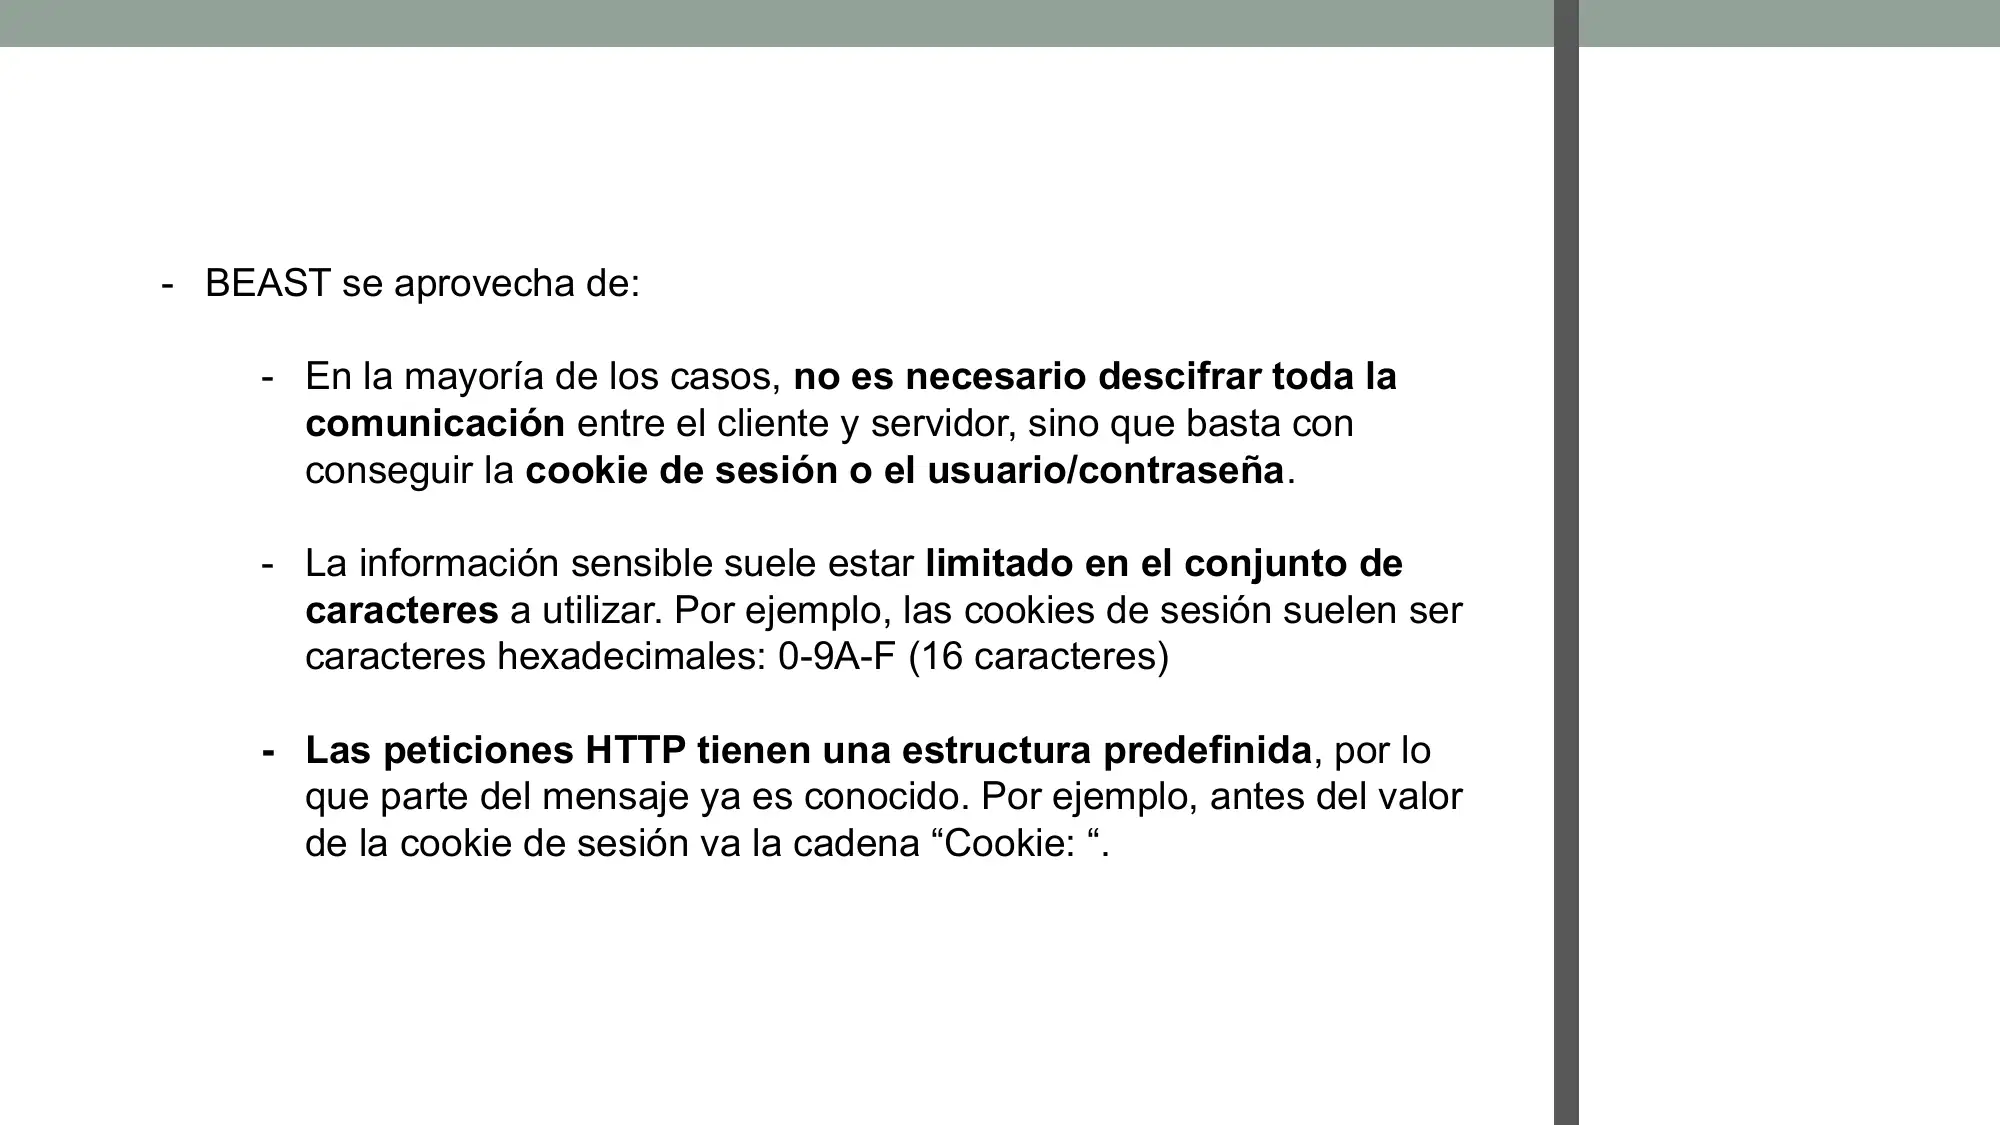 - BEAST se aprovecha de:
- En la mayoría de los casos, no es necesario descifrar toda la
comunicación entre el cliente y servidor, sino que basta con
conseguir la cookie de sesión o el usuario/contraseña.
- La información sensible suele estar limitado en el conjunto de
caracteres a utilizar. Por ejemplo, las cookies de sesión suelen ser
caracteres hexadecimales: 0-9A-F (16 caracteres)
- Las peticiones HTTP tienen una estructura predefinida, por lo
que parte del mensaje ya es conocido. Por ejemplo, antes del valor
de la cookie de sesión va la cadena “Cookie: “.